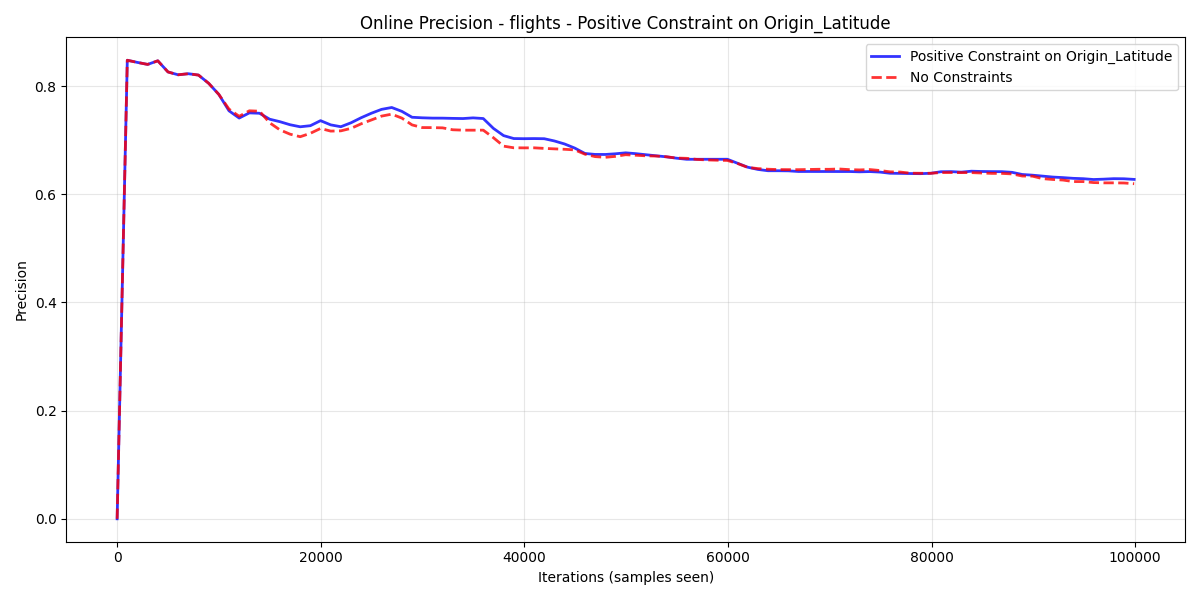 Online Precision - flights - Positive Constraint on Origin_Latitude
Positive Constraint on Origin_Latitude
No Constraints
Precision
0.8
0.6
0.4
0.2
0.0
0
20000
40000
60000
80000
100000
Iterations (samples seen)